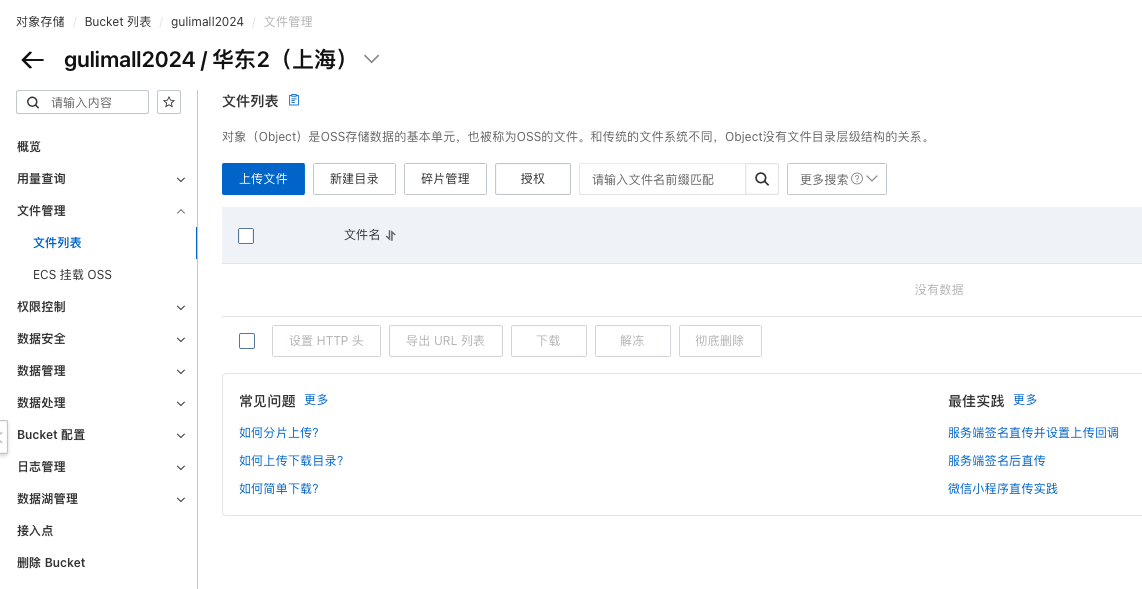 对象存储 / Bucket 列表 / gulimall2024 / 文件管理
gulimall2024 / 华东2（上海）
请输入内容
概览
用量查询
文件管理
文件列表
ECS 挂载 OSS
权限控制
数据安全
数据管理
数据处理
Bucket 配置
日志管理
数据湖管理
接入点
删除 Bucket
文件列表
对象（Object）是OSS存储数据的基本单元，也被称为OSS的文件。和传统的文件系统不同，Object没有文件目录层级结构的关系。
上传文件 新建目录 碎片管理 授权 请输入文件名前缀匹配 更多搜索
文件名
没有数据
设置 HTTP 头 导出 URL 列表 下载 解冻 彻底删除
常见问题 更多
如何分片上传?
如何上传下载目录?
如何简单下载?
最佳实践 更多
服务端签名直传并设置上传回调
服务端签名后直传
微信小程序直传实践